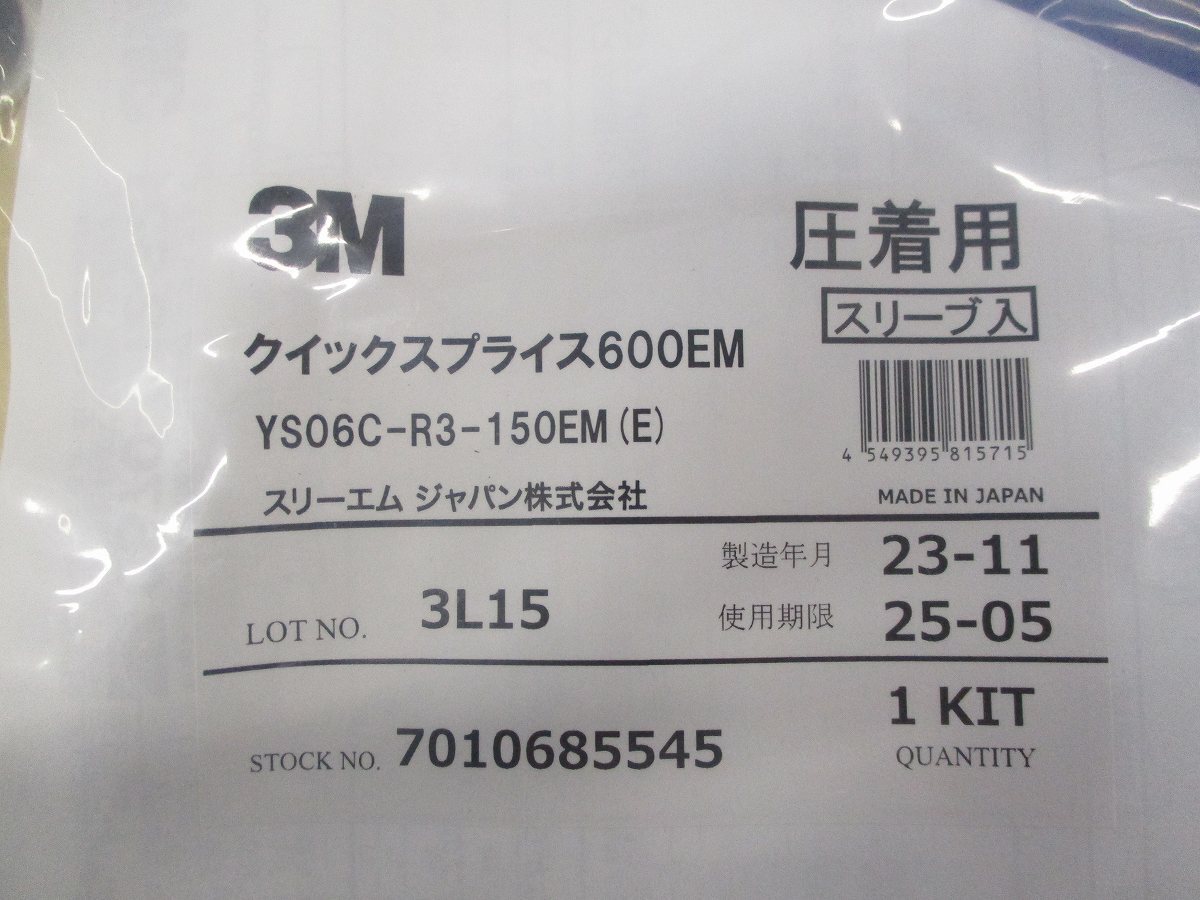 3M
圧着用
スリーブ入
クイックスプライス600EM
YS06C-R3-150EM(E)
4 549395 815715
スリーエム ジャパン株式会社
MADE IN JAPAN
製造年月 23-11
LOT NO. 3L15
使用期限 25-05
1 KIT
STOCK NO. 7010685545
QUANTITY